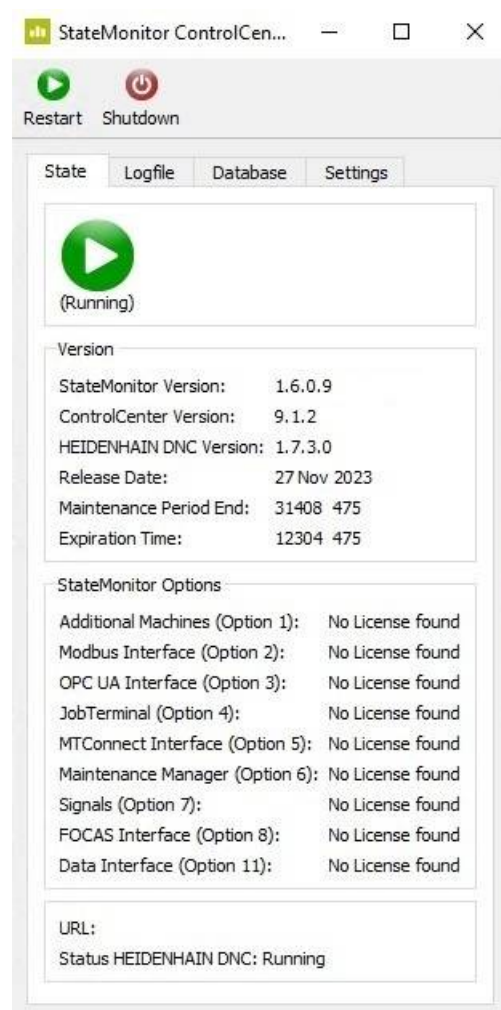 StateMonitor ControlCen...
Restart Shutdown
State Logfile Database Settings
(Running)
Version
StateMonitor Version: 1.6.0.9
ControlCenter Version: 9.1.2
HEIDENHAIN DNC Version: 1.7.3.0
Release Date: 27 Nov 2023
Maintenance Period End: 31408 475
Expiration Time: 12304 475
StateMonitor Options
Additional Machines (Option 1): No License found
Modbus Interface (Option 2): No License found
OPC UA Interface (Option 3): No License found
JobTerminal (Option 4): No License found
MTConnect Interface (Option 5): No License found
Maintenance Manager (Option 6): No License found
Signals (Option 7): No License found
FOCAS Interface (Option 8): No License found
Data Interface (Option 11): No License found
URL:
Status HEIDENHAIN DNC: Running